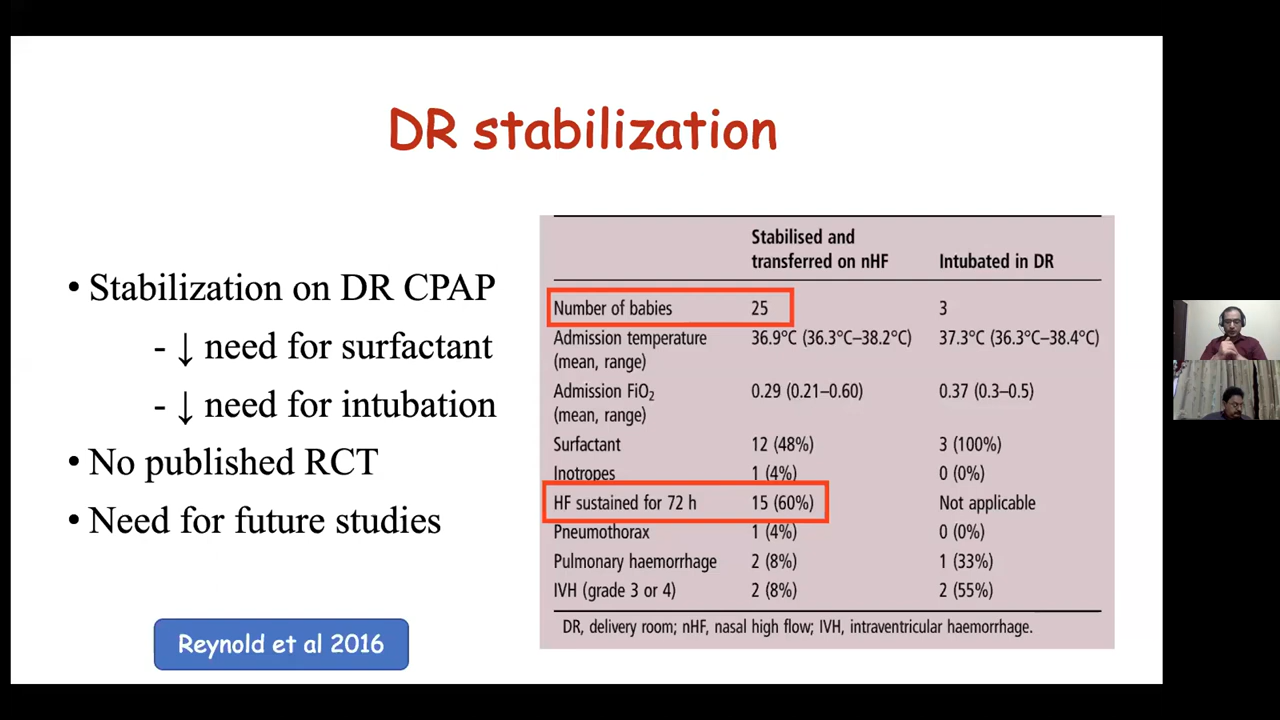 DR stabilization
• Stabilization on DR CPAP
- ↓ need for surfactant
- ↓ need for intubation
• No published RCT
• Need for future studies
Reynold et al 2016
Stabilised and
transferred on nHF Intubated in DR
Number of babies 25 3
Admission temperature 36.9°C (36.3°C–38.2°C) 37.3°C (36.3°C–38.4°C)
(mean, range)
Admission FiO₂ 0.29 (0.21–0.60) 0.37 (0.3–0.5)
(mean, range)
Surfactant 12 (48%) 3 (100%)
Inotropes 1 (4%) 0 (0%)
HF sustained for 72 h 15 (60%) Not applicable
Pneumothorax 1 (4%) 0 (0%)
Pulmonary haemorrhage 2 (8%) 1 (33%)
IVH (grade 3 or 4) 2 (8%) 2 (55%)
DR, delivery room; nHF, nasal high flow; IVH, intraventricular haemorrhage.